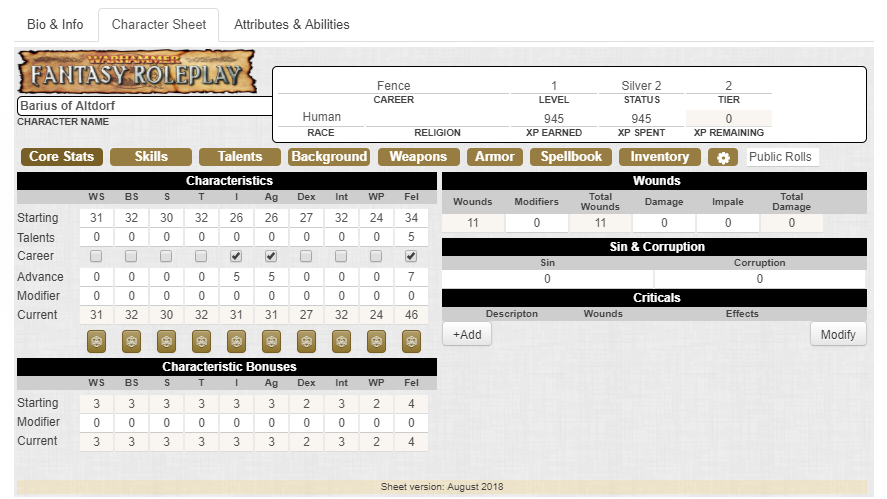 Bio & Info Character Sheet Attributes & Abilities
WARHAMMER
FANTASY ROLEPLAY
Fence 1 Silver 2 2
CAREER LEVEL STATUS TIER
Barius of Altdorf
CHARACTER NAME
Human 945 945 0
RACE RELIGION XP EARNED XP SPENT XP REMAINING
Core Stats Skills Talents Background Weapons Armor Spellbook Inventory Public Rolls
Characteristics
WS BS S T I Ag Dex Int WP Fel
Starting 31 32 30 32 26 26 27 32 24 34
Talents 0 0 0 0 0 0 0 0 0 5
Career
Advance 0 0 0 0 5 5 0 0 0 7
Modifier 0 0 0 0 0 0 0 0 0 0
Current 31 32 30 32 31 31 27 32 24 46
Characteristic Bonuses
WS BS S T I Ag Dex Int WP Fel
Starting 3 3 3 3 3 3 2 3 2 4
Modifier 0 0 0 0 0 0 0 0 0 0
Current 3 3 3 3 3 3 2 3 2 4
Wounds
Wounds Modifiers Total Wounds Damage Impale Total Damage
11 0 11 0 0 0
Sin & Corruption
Sin Corruption
0 0
Criticals
Descripton Wounds Effects
+Add Modify
Sheet version: August 2018